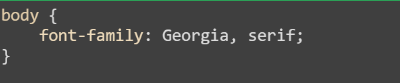 body {
    font-family: Georgia, serif;
}